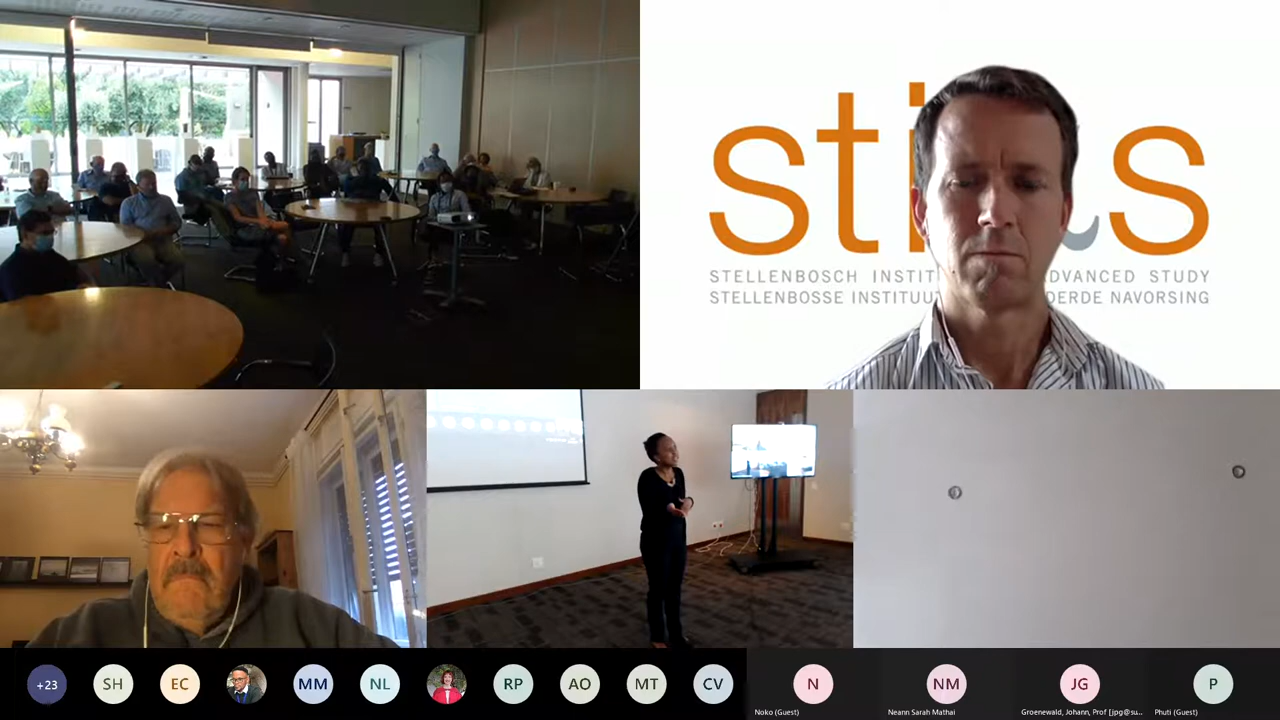 sti s
STELLENBOSCH INSTIT ADVANCED STUDY
STELLENBOSSE INSTITUU DERDE NAVORSING
+23
SH
EC
MM
NL
RP
AO
MT
CV
N
NM
JG
P
Noko (Guest)
Neann Sarah Mathai
Groenewald, Johann, Prof [jpg@su...
Phuti (Guest)